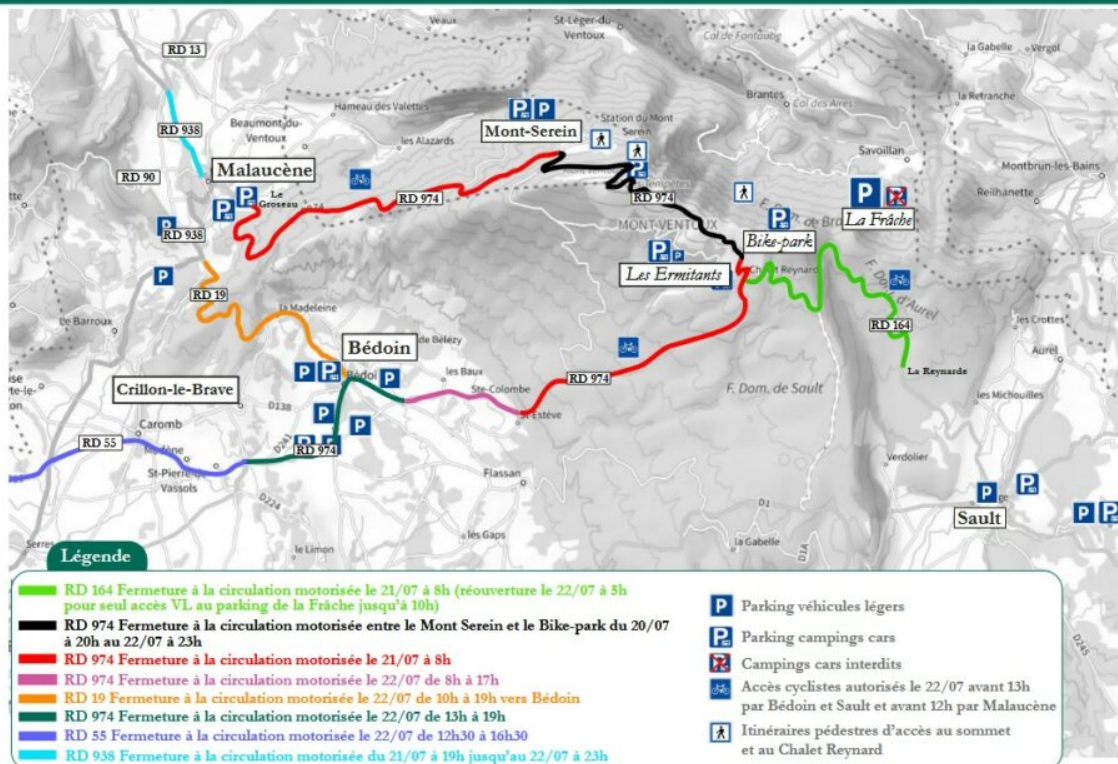 Veaux
St-Léger-du
Ventoux
Col de Fontaube
la Gabelle
Vergol
RD 13
la Retranche
Hameau des Valettes
Brantes
Col des Aires
RD 938
Beaumont-du-
Ventoux
les Alazards
Mont-Serein
Station du Mont
Serein
Savoillan
Montbrun-les-Bains
RD 90
Malaucène
Reilhanette
Le
Groseau
RD 974
RD 974
La Frâche
RD 938
MONT-VENTOUX
Bike-park
Les Ermitants
Chalet Reynard
RD 19
la Madeleine
RD 164
les Crottes
Le Barroux
Aurel
Bédoin
de Bélézy
La Reynarde
les Baux
RD 974
F. Dom. de Sault
les Michouilles
Crillon-le-Brave
Ste-Colombe
D138
St-Estève
RD 55
Caromb
D241
Modène
RD 974
Verdolier
St-Pierre-de-
Vassols
Flassan
D224
D1
Sault
Serres
le Limon
les Gaps
la Gabelle
D1A
D245
Légende
RD 164 Fermeture à la circulation motorisée le 21/07 à 8h (réouverture le 22/07 à 5h
pour seul accès VL au parking de la Frâche jusqu'à 10h)
RD 974 Fermeture à la circulation motorisée entre le Mont Serein et le Bike-park du 20/07
à 20h au 22/07 à 23h
RD 974 Fermeture à la circulation motorisée le 21/07 à 8h
RD 974 Fermeture à la circulation motorisée le 22/07 de 8h à 17h
RD 19 Fermeture à la circulation motorisée le 22/07 de 10h à 19h vers Bédoin
RD 974 Fermeture à la circulation motorisée le 22/07 de 13h à 19h
RD 55 Fermeture à la circulation motorisée le 22/07 de 12h30 à 16h30
RD 938 Fermeture à la circulation motorisée du 21/07 à 19h jusqu'au 22/07 à 23h
P Parking véhicules légers
P Parking campings cars
Campings cars interdits
Accès cyclistes autorisés le 22/07 avant 13h
par Bédoin et Sault et avant 12h par Malaucène
Itinéraires pédestres d'accès au sommet
et au Chalet Reynard